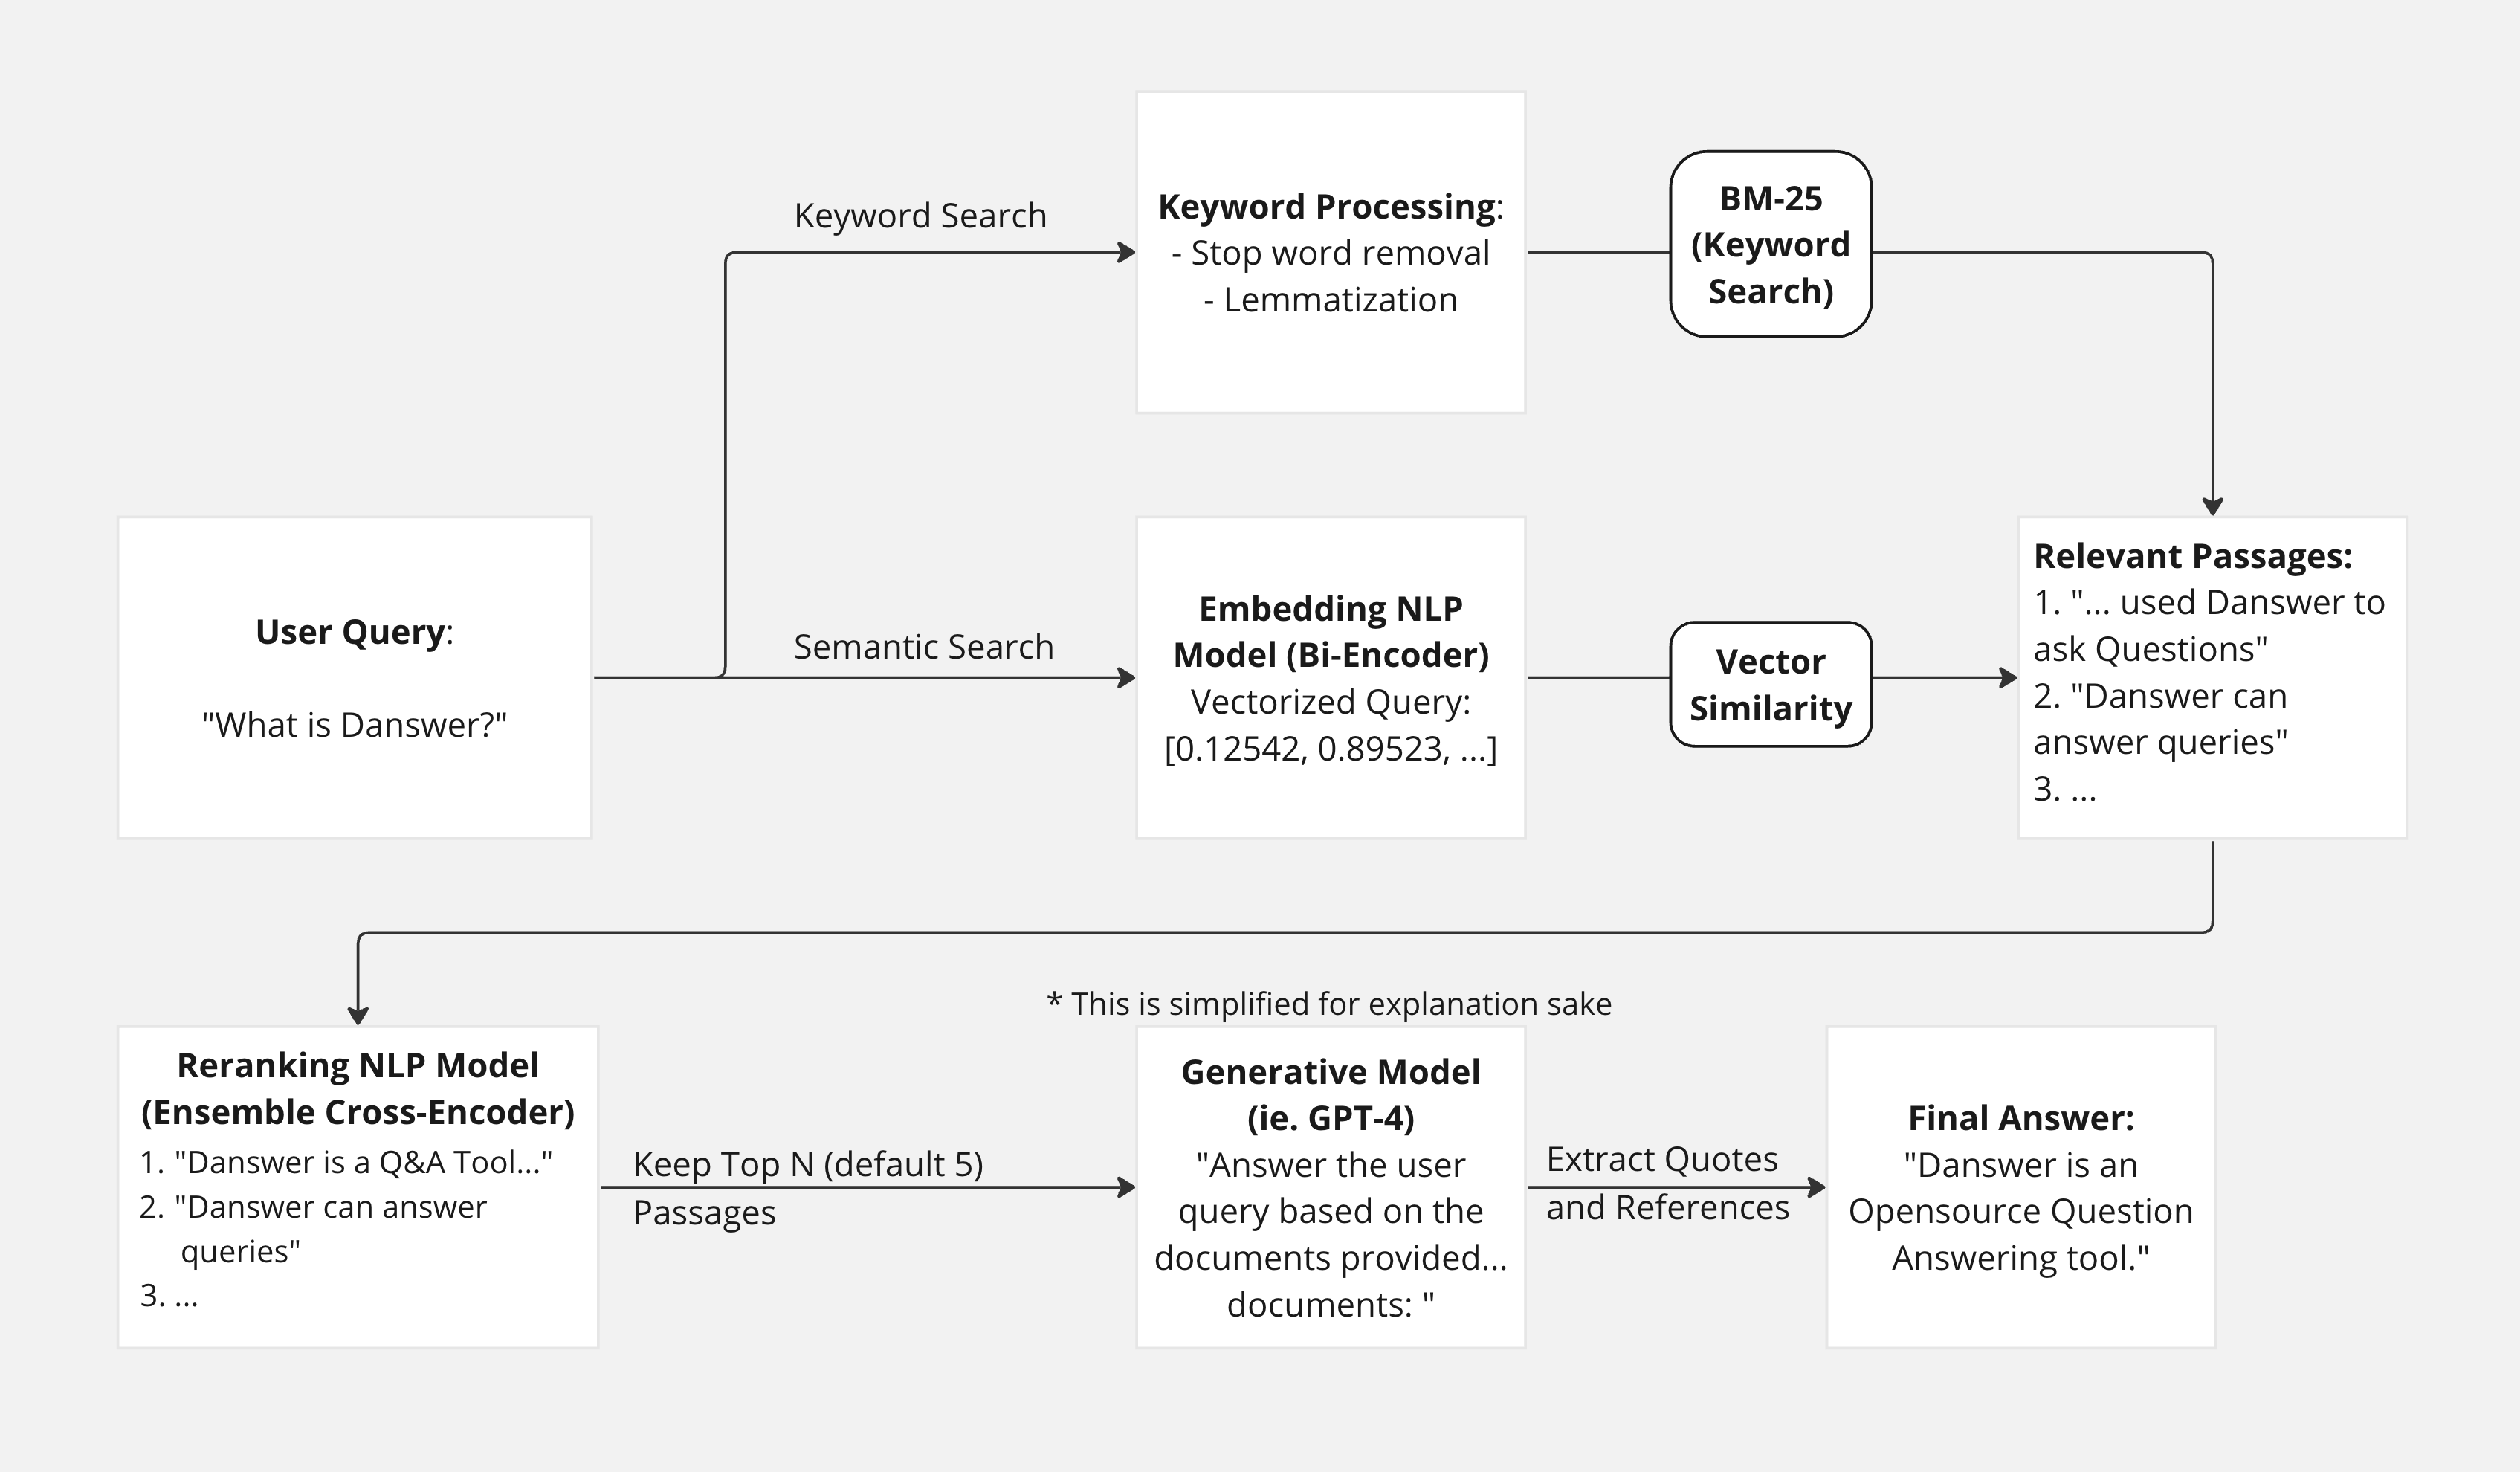 Keyword Processing:
- Stop word removal
- Lemmatization
BM-25
(Keyword
Search)
Keyword Search
User Query:
"What is Danswer?"
Semantic Search
Embedding NLP
Model (Bi-Encoder)
Vectorized Query:
[0.12542, 0.89523, ...]
Vector
Similarity
Relevant Passages:
1. "... used Danswer to
ask Questions"
2. "Danswer can
answer queries"
3. ...
* This is simplified for explanation sake
Reranking NLP Model
(Ensemble Cross-Encoder)
1. "Danswer is a Q&A Tool..."
2. "Danswer can answer
queries"
3. ...
Keep Top N (default 5)
Passages
Generative Model
(ie. GPT-4)
"Answer the user
query based on the
documents provided...
documents: "
Extract Quotes
and References
Final Answer:
"Danswer is an
Opensource Question
Answering tool."